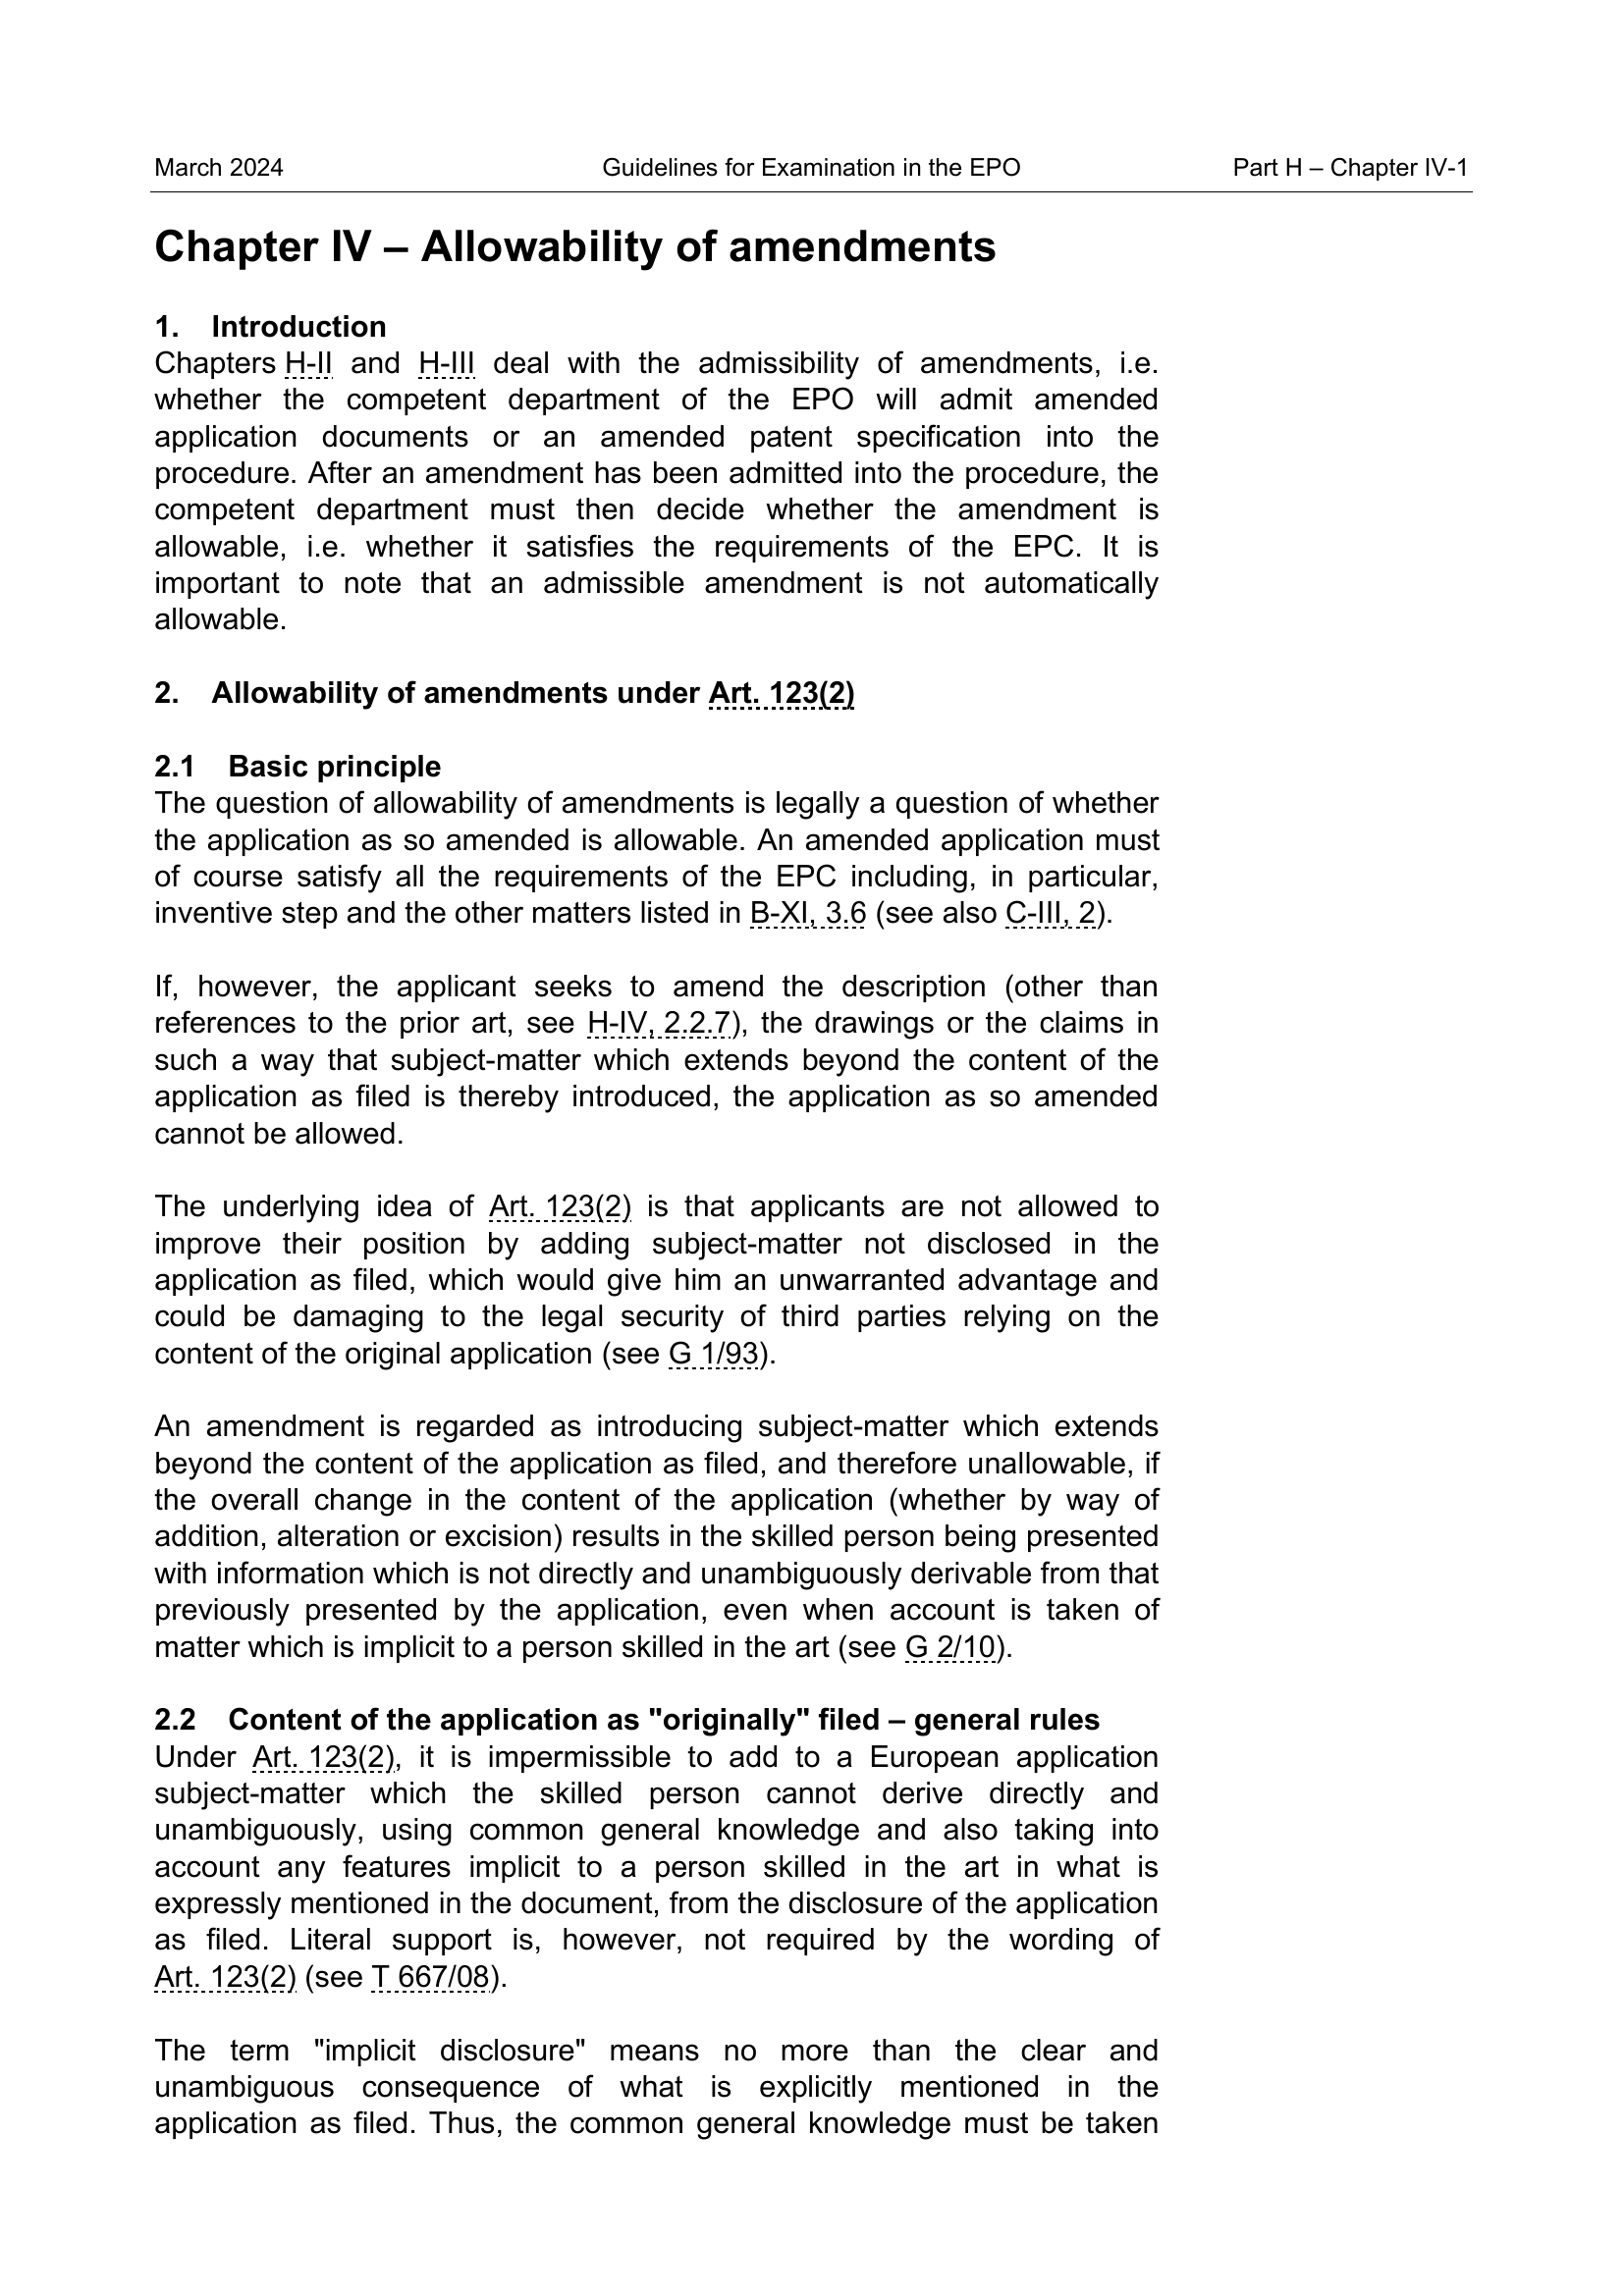 March 2024 Guidelines for Examination in the EPO Part H – Chapter IV-1
Chapter IV – Allowability of amendments
1. Introduction
Chapters H-II and H-III deal with the admissibility of amendments, i.e.
whether the competent department of the EPO will admit amended
application documents or an amended patent specification into the
procedure. After an amendment has been admitted into the procedure, the
competent department must then decide whether the amendment is
allowable, i.e. whether it satisfies the requirements of the EPC. It is
important to note that an admissible amendment is not automatically
allowable.
2. Allowability of amendments under Art. 123(2)
2.1 Basic principle
The question of allowability of amendments is legally a question of whether
the application as so amended is allowable. An amended application must
of course satisfy all the requirements of the EPC including, in particular,
inventive step and the other matters listed in B-XI, 3.6 (see also C-III, 2).
If, however, the applicant seeks to amend the description (other than
references to the prior art, see H-IV, 2.2.7), the drawings or the claims in
such a way that subject-matter which extends beyond the content of the
application as filed is thereby introduced, the application as so amended
cannot be allowed.
The underlying idea of Art. 123(2) is that applicants are not allowed to
improve their position by adding subject-matter not disclosed in the
application as filed, which would give him an unwarranted advantage and
could be damaging to the legal security of third parties relying on the
content of the original application (see G 1/93).
An amendment is regarded as introducing subject-matter which extends
beyond the content of the application as filed, and therefore unallowable, if
the overall change in the content of the application (whether by way of
addition, alteration or excision) results in the skilled person being presented
with information which is not directly and unambiguously derivable from that
previously presented by the application, even when account is taken of
matter which is implicit to a person skilled in the art (see G 2/10).
2.2 Content of the application as "originally" filed – general rules
Under Art. 123(2), it is impermissible to add to a European application
subject-matter which the skilled person cannot derive directly and
unambiguously, using common general knowledge and also taking into
account any features implicit to a person skilled in the art in what is
expressly mentioned in the document, from the disclosure of the application
as filed. Literal support is, however, not required by the wording of
Art. 123(2) (see T 667/08).
The term "implicit disclosure" means no more than the clear and
unambiguous consequence of what is explicitly mentioned in the
application as filed. Thus, the common general knowledge must be taken